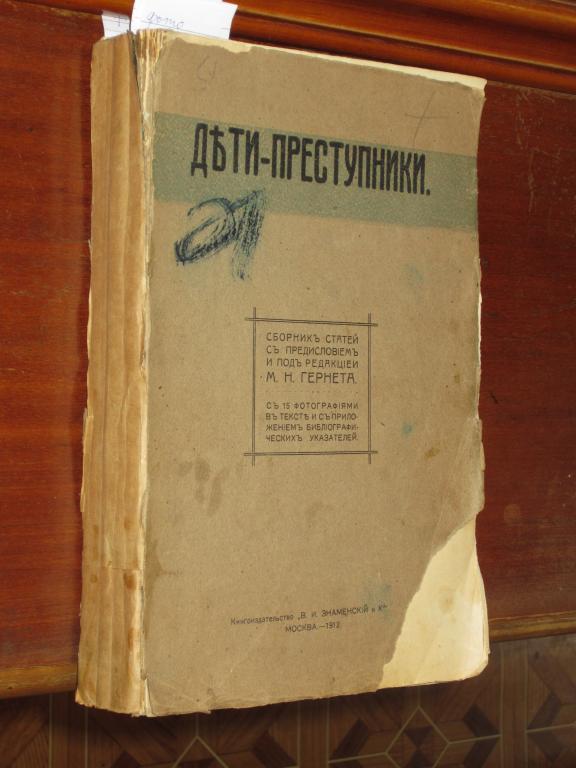 фото
ДѢТИ-ПРЕСТУПНИКИ.
СБОРНИКЪ СТАТЕЙ
СЪ ПРЕДИСЛОВІЕМЪ
И ПОДЪ РЕДАКЦІЕЙ
М. Н. ГЕРНЕТА.
СЪ 15 ФОТОГРАФІЯМИ
ВЪ ТЕКСТѢ И СЪ ПРИЛО-
ЖЕНІЕМЪ БИБЛІОГРАФИ-
ЧЕСКИХЪ УКАЗАТЕЛЕЙ.
Книгоиздательство „В. И. ЗНАМЕНСКІЙ и К°“
МОСКВА.—1912